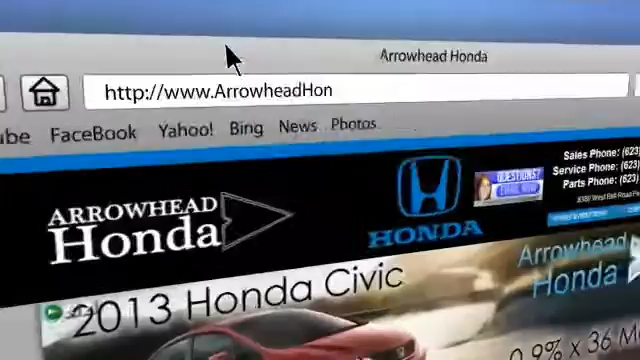 Arrowhead Honda
http://www.ArrowheadHon
ube FaceBook Yahoo! Bing News Photos
Sales Phone: (623)
Service Phone: (623)
Parts Phone: (623)
QUESTIONS?
ARROWHEAD
Honda
HONDA
Arrowhead
Honda
2013 Honda Civic
0.9% x 36 M